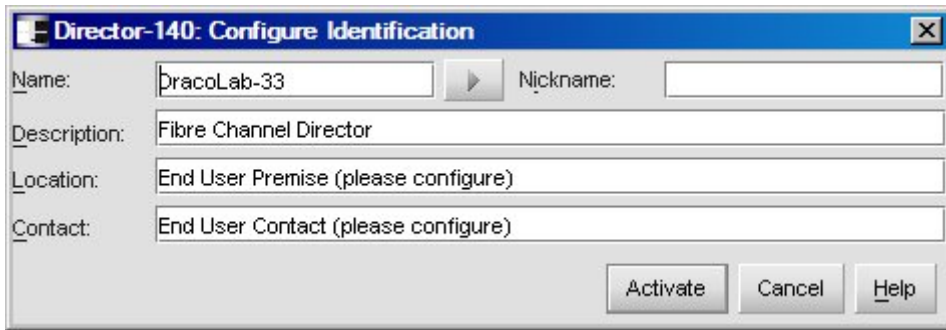 Director-140: Configure Identification
Name: DracoLab-33 Nickname:
Description: Fibre Channel Director
Location: End User Premise (please configure)
Contact: End User Contact (please configure)
Activate Cancel Help